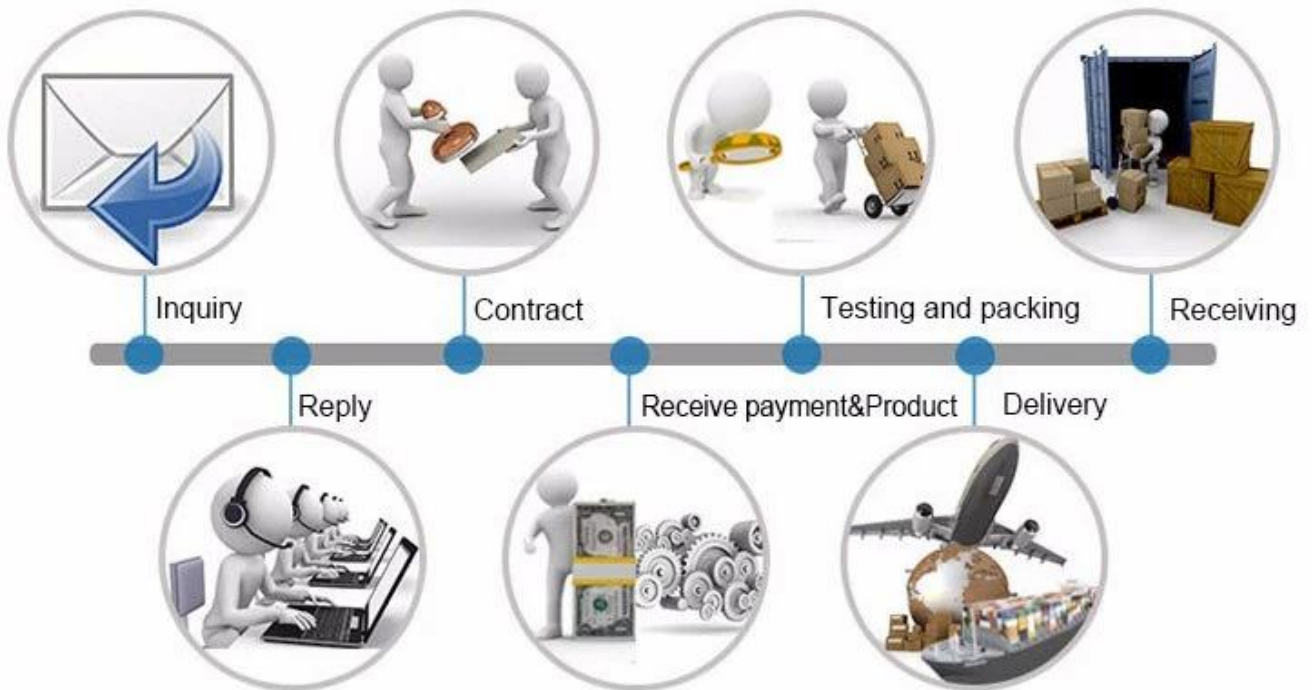 Inquiry
Reply
Contract
Receive payment&Product
Testing and packing
Delivery
Receiving